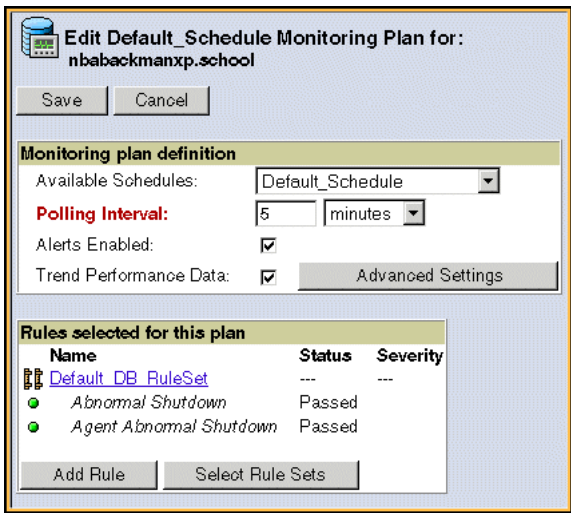 Edit Default_Schedule Monitoring Plan for:
nbabackmanxp.school
Save Cancel
Monitoring plan definition
Available Schedules: Default_Schedule
Polling Interval: 5 minutes
Alerts Enabled:
Trend Performance Data: Advanced Settings
Rules selected for this plan
Name Status Severity
Default_DB_RuleSet --- ---
Abnormal Shutdown Passed
Agent Abnormal Shutdown Passed
Add Rule Select Rule Sets